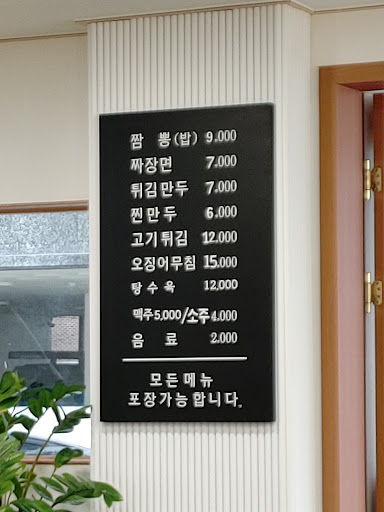 짬 뽕 (밥) 9.000
짜장면 7.000
튀김만두 7.000
찐만두 6.000
고기튀김 12.000
오징어무침 15.000
탕수육 12,000
맥주5,000/소주4.000
음 료 2.000
모든메뉴
포장가능합니다.